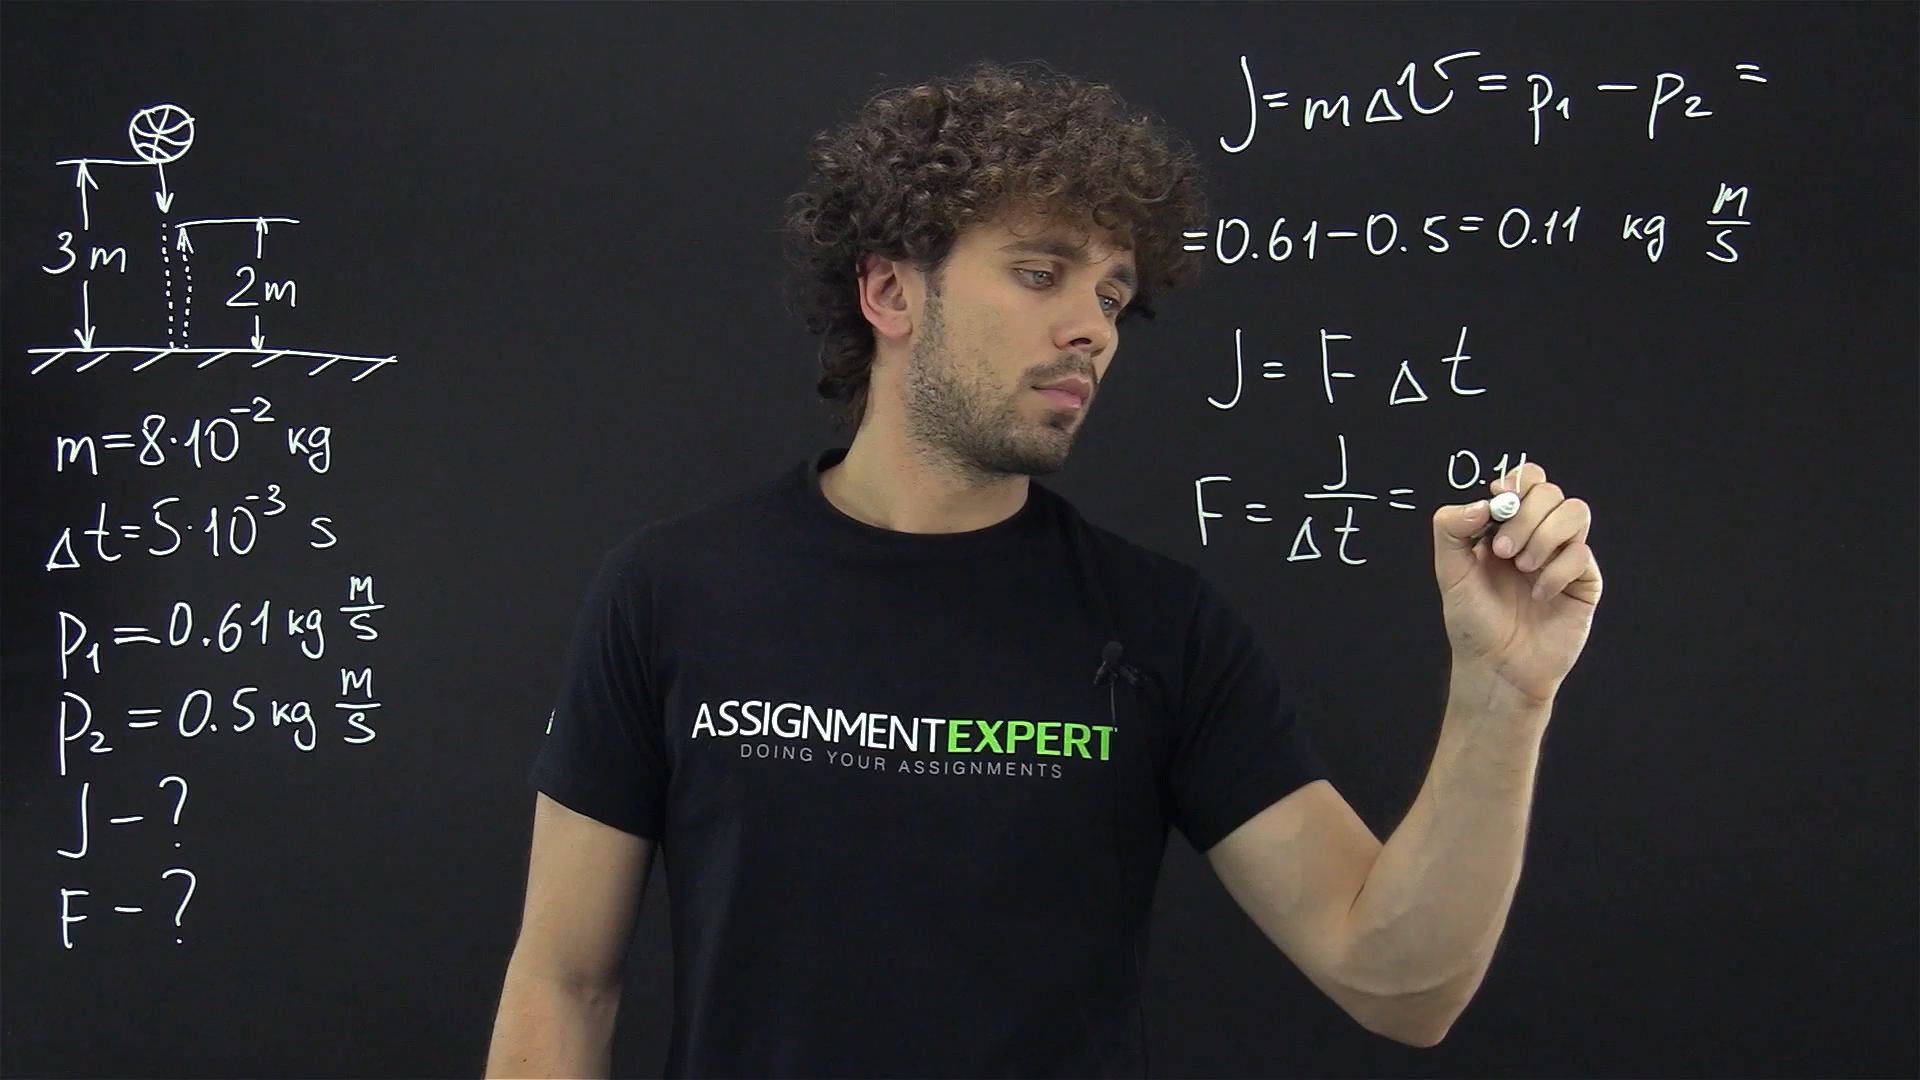 3 m
2 m
m=8·10⁻² kg
Δt=5·10⁻³ s
p₁=0.61 kg m/s
p₂=0.5 kg m/s
J-?
F-?
J=mΔv=p₁-p₂=
=0.61-0.5=0.11 kg m/s
J=FΔt
F=J/Δt=0.11
ASSIGNMENTEXPERT
DOING YOUR ASSIGNMENTS